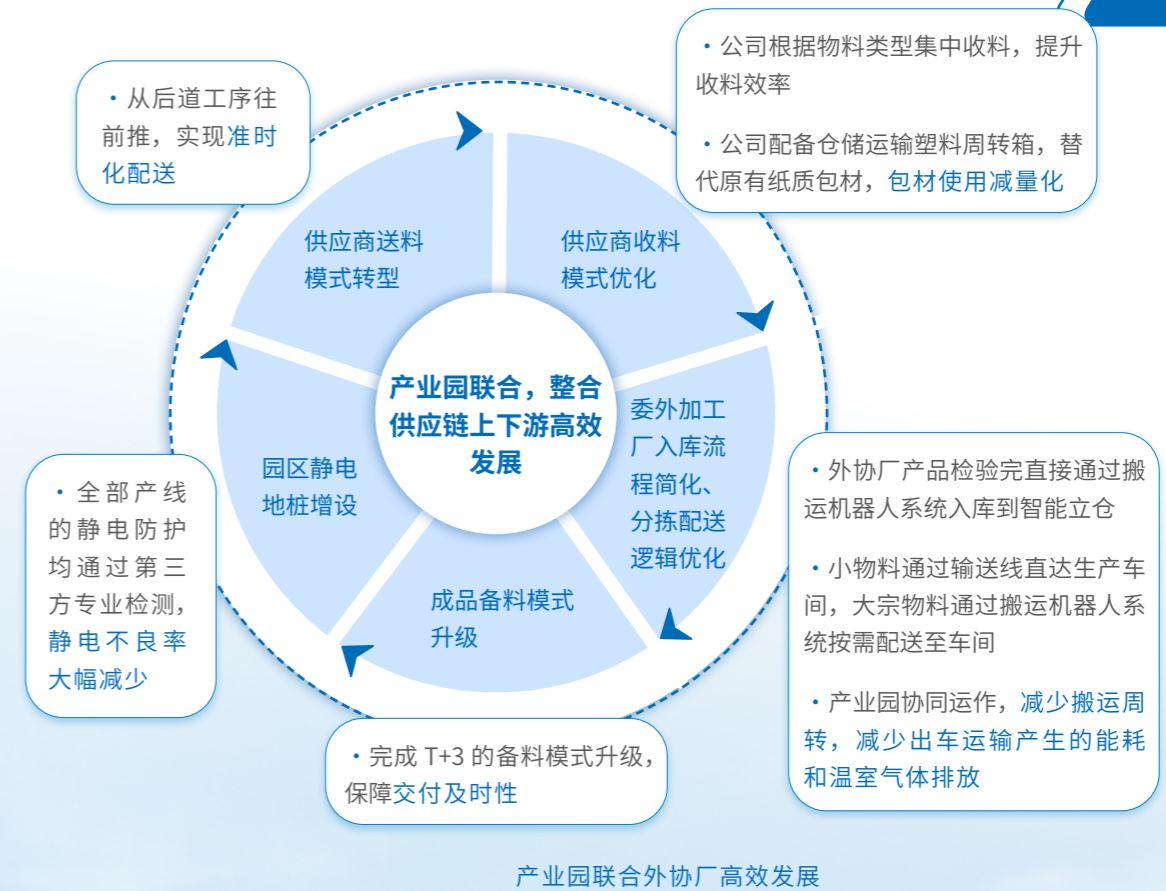 · 从后道工序往
前推，实现准时
化配送
· 公司根据物料类型集中收料，提升
收料效率
· 公司配备仓储运输塑料周转箱，替
代原有纸质包材，包材使用减量化
供应商送料
模式转型
供应商收料
模式优化
产业园联合，整合
供应链上下游高效
发展
委外加工
厂入库流
程简化、
分拣配送
逻辑优化
园区静电
地桩增设
成品备料模式
升级
· 全部产线
的静电防护
均通过第三
方专业检测，
静电不良率
大幅减少
· 外协厂产品检验完直接通过搬
运机器人系统入库到智能立仓
· 小物料通过输送线直达生产车
间，大宗物料通过搬运机器人系
统按需配送至车间
· 产业园协同运作，减少搬运周
转，减少出车运输产生的能耗
和温室气体排放
· 完成 T+3 的备料模式升级，
保障交付及时性
产业园联合外协厂高效发展